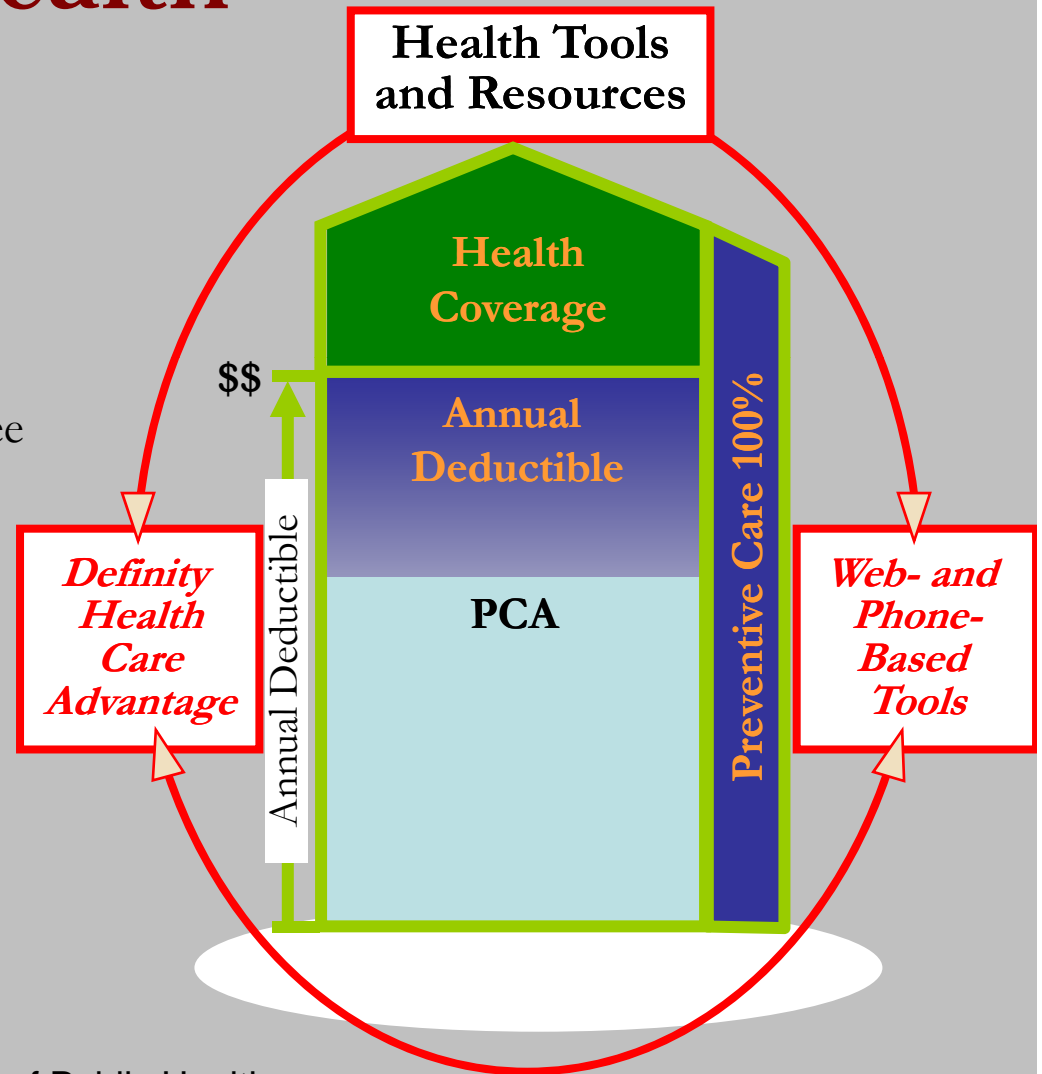 Health Tools
and Resources
Health
Coverage
$$
Annual
Deductible
Annual Deductible
PCA
Preventive Care 100%
Definity
Health
Care
Advantage
Web- and
Phone-
Based
Tools